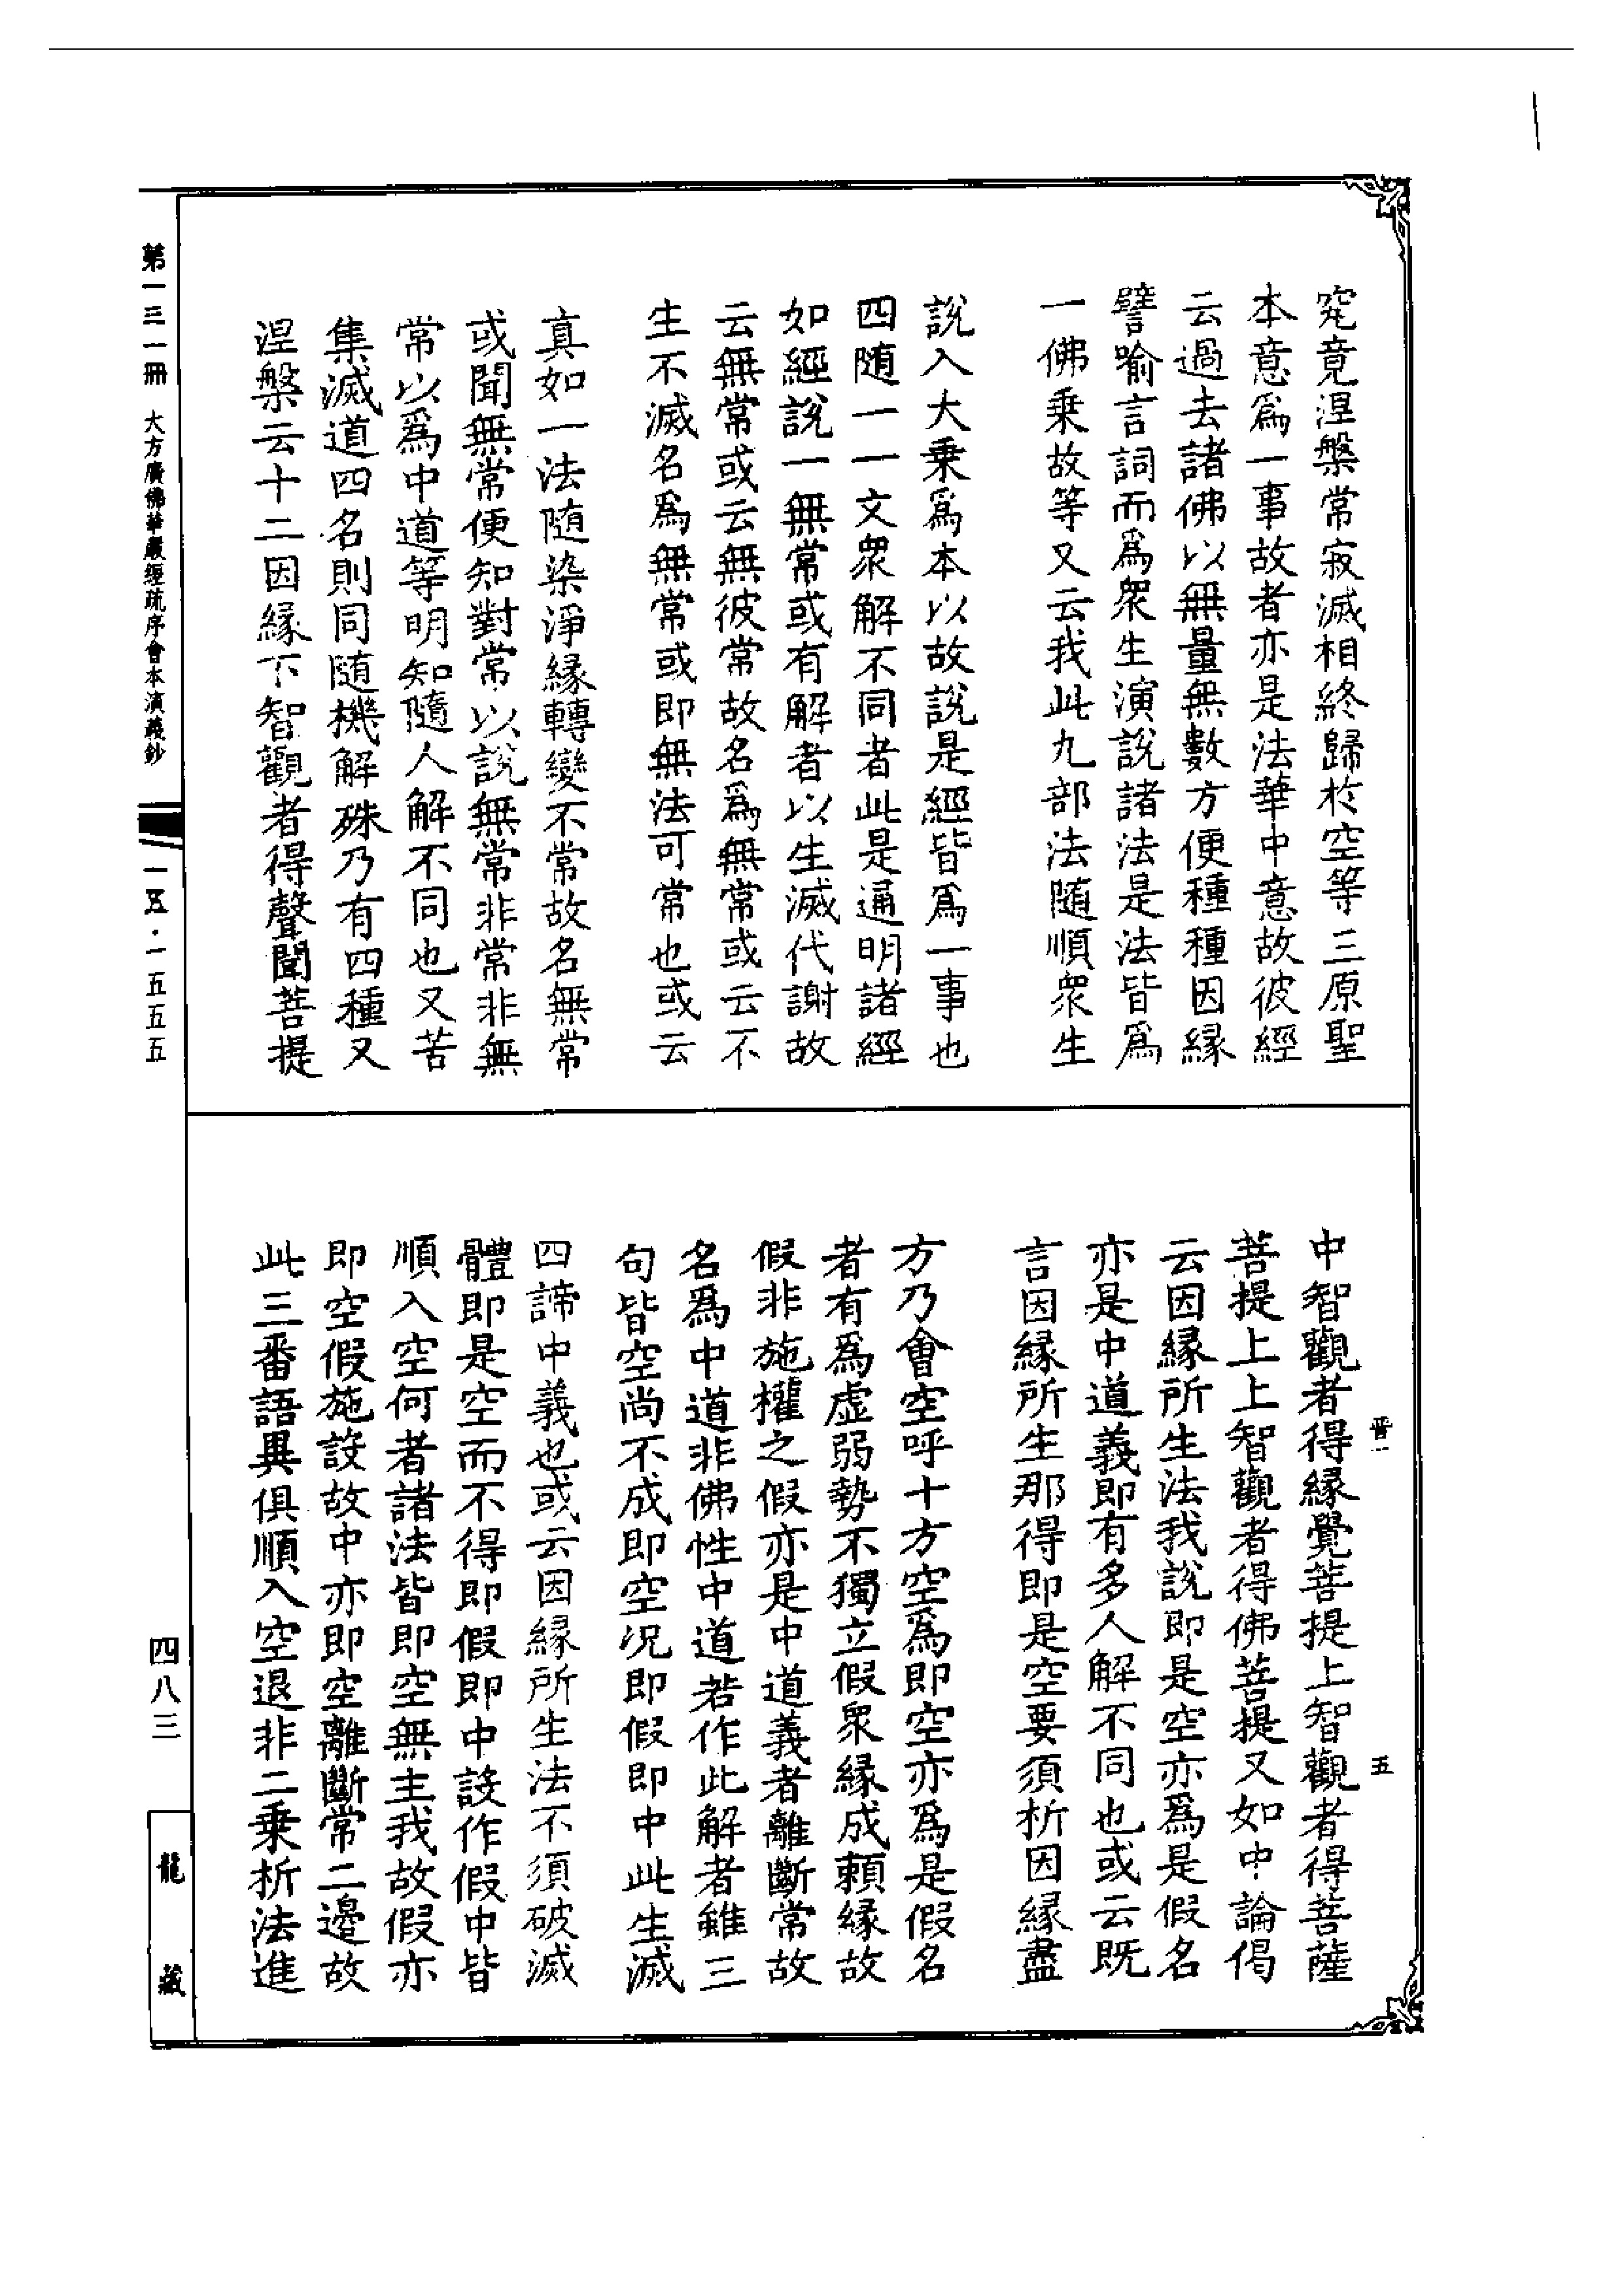 究竟涅槃常寂滅相終歸於空等三原聖
本意爲一事故者亦是法華中意故彼經
云過去諸佛以無量無數方便種種因緣
譬喻言詞而爲衆生演說諸法是法皆爲
一佛乗故等又云我此九部法随順衆生
說入大乗爲本以故說是經皆爲一事也
四随一一文衆解不同者此是通明諸經
如經說一無常或有解者以生滅代謝故
云無常或云無彼常故名爲無常或云不
生不滅名爲無常或即無法可常也或云
真如一法随染淨緣轉變不常故名無常
或聞無常便知對常以說無常非常非無
常以爲中道等明知隨人解不同也又苦
集滅道四名則同随機解殊乃有四種又
涅槃云十二因緣下智觀者得聲聞菩提
中智觀者得緣覺菩提上智觀者得菩薩
菩提上上智觀者得佛菩提又如中論偈
云因緣所生法我說即是空亦爲是假名
亦是中道義即有多人解不同也或云既
言因緣所生那得即是空要須析因緣盡
方乃會空呼十方空爲即空亦爲是假名
者有爲虚弱勢不獨立假衆緣成賴緣故
假非施權之假亦是中道義者離斷常故
名爲中道非佛性中道若作此解者雖三
句皆空尚不成即空况即假即中此生滅
四諦中義也或云因緣所生法不須破滅
體即是空而不得即假即中設作假中皆
順入空何者諸法皆即空無主我故假亦
即空假施設故中亦即空離斷常二邊故
此三番語異俱順入空退非二乗析法進
晋一
五
第一三一冊 大方廣佛華嚴經疏序會本演義鈔
一五·一五五五
四八三
龍藏